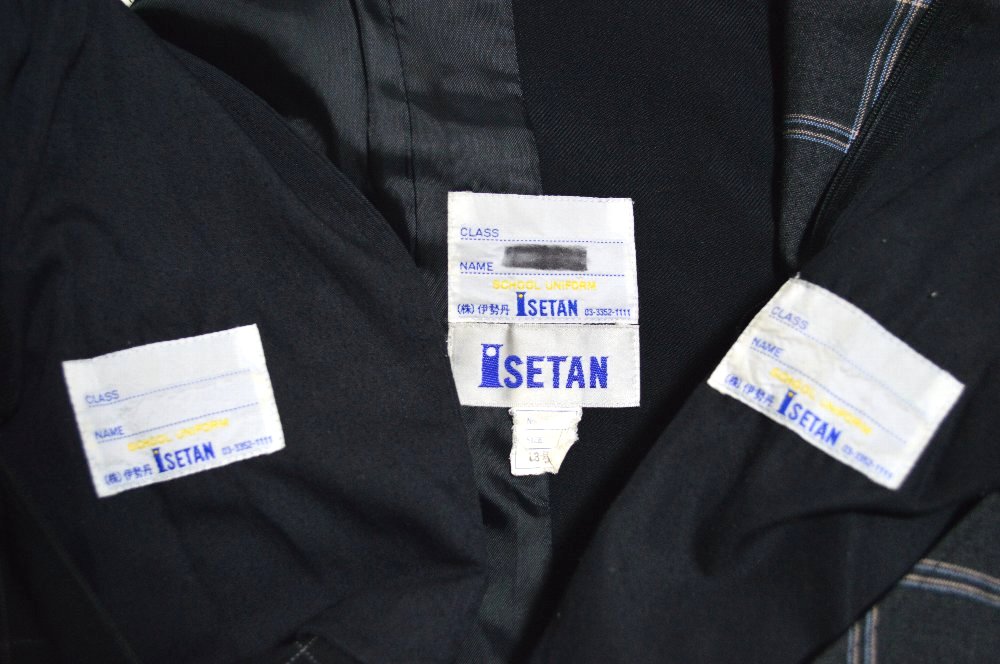 CLASS
NAME
SCHOOL UNIFORM
(株) 伊勢丹 ISETAN 03-3352-1111
ISETAN
SIZE
CLASS
NAME
SCHOOL UNIFORM
(株) 伊勢丹 ISETAN 03-3352-1111
CLASS
NAME
SCHOOL UNIFORM
(株) 伊勢丹 ISETAN 03-3352-1111